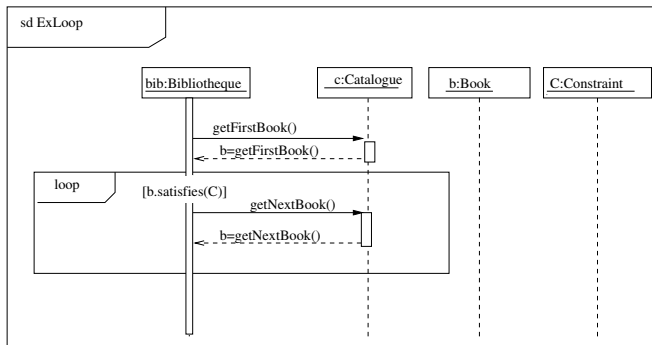 sd ExLoop
bib:Bibliotheque
c:Catalogue
b:Book
C:Constraint
getFirstBook()
b=getFirstBook()
loop
[b.satisfies(C)]
getNextBook()
b=getNextBook()